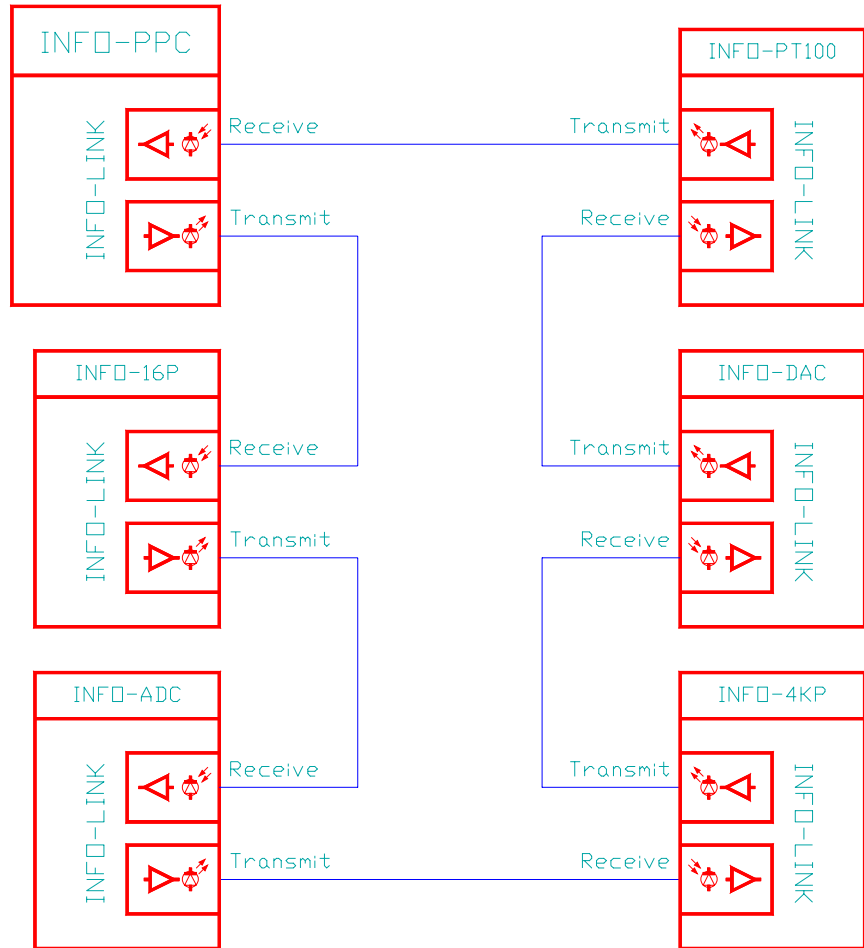 INFO-PPC
INFO-LINK
Receive
Transmit
INFO-PT100
Transmit
Receive
INFO-LINK
INFO-16P
INFO-LINK
Receive
Transmit
INFO-DAC
Transmit
Receive
INFO-LINK
INFO-ADC
INFO-LINK
Receive
Transmit
INFO-4KP
Transmit
Receive
INFO-LINK